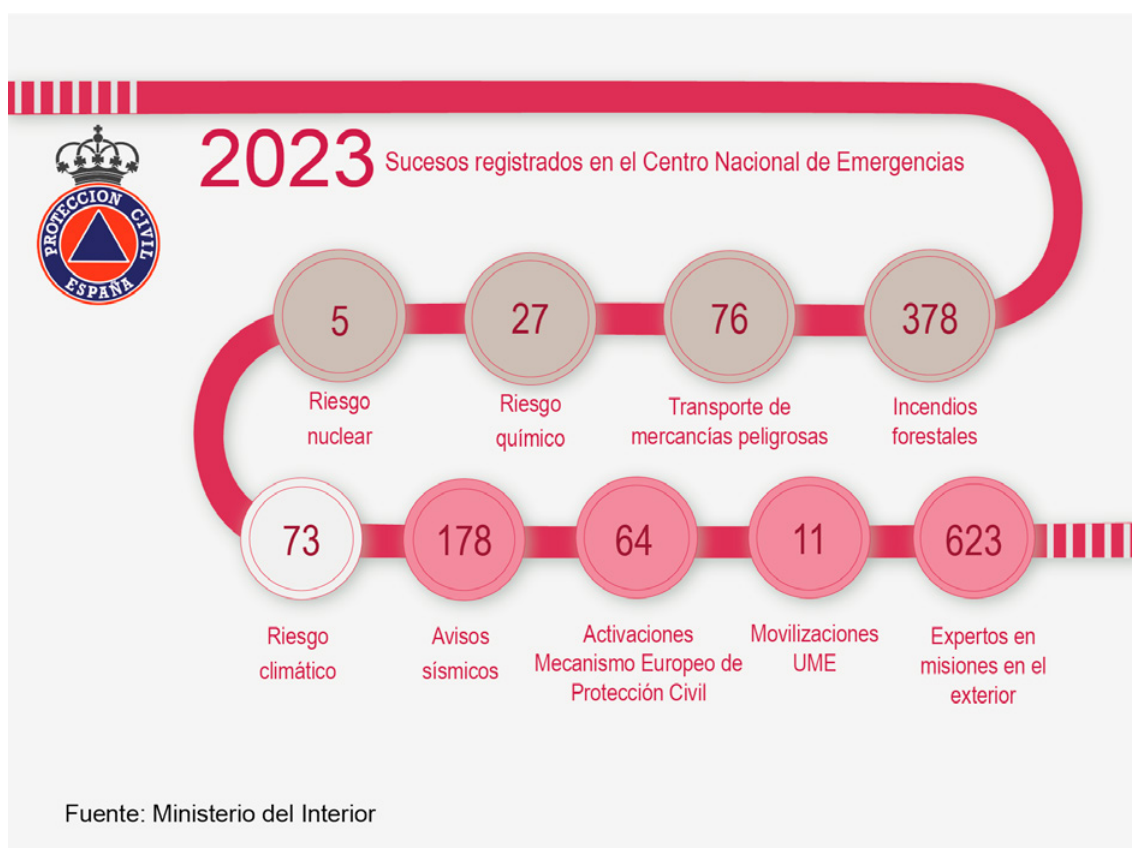 2023 Sucesos registrados en el Centro Nacional de Emergencias
PROTECCION CIVIL
ESPAÑA
5
27
76
378
Riesgo
nuclear
Riesgo
químico
Transporte de
mercancías peligrosas
Incendios
forestales
73
178
64
11
623
Riesgo
climático
Avisos
sísmicos
Activaciones
Mecanismo Europeo de
Protección Civil
Movilizaciones
UME
Expertos en
misiones en el
exterior
Fuente: Ministerio del Interior